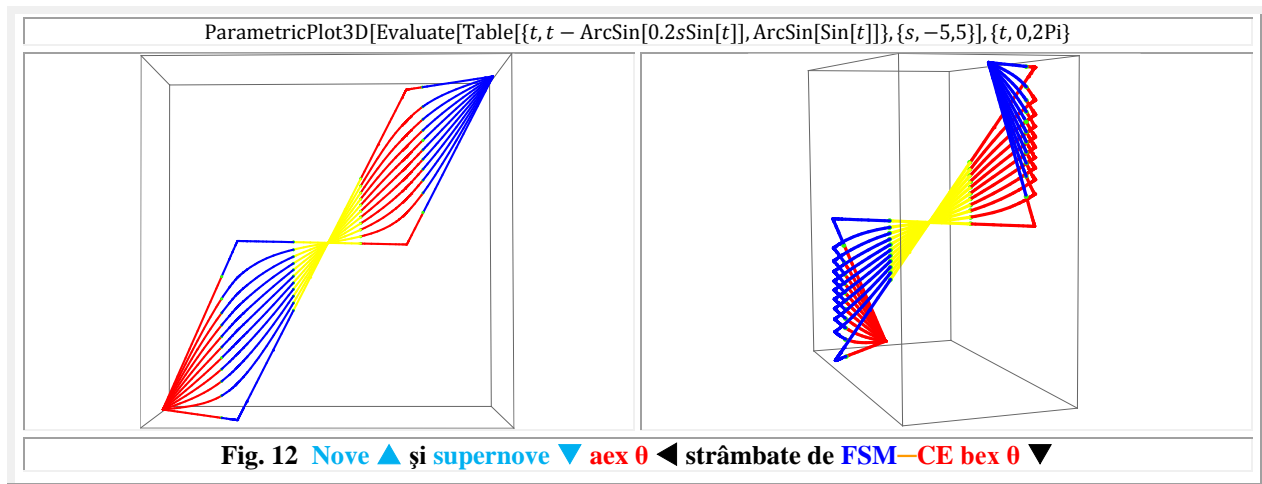 ParametricPlot3D[Evaluate[Table[{t, t − ArcSin[0.2sSin[t]], ArcSin[Sin[t]]}, {s, −5,5}], {t, 0,2Pi}
Fig. 12 Nove ▲ şi supernove ▼ aex θ ◀ strâmbate de FSM—CE bex θ ▼